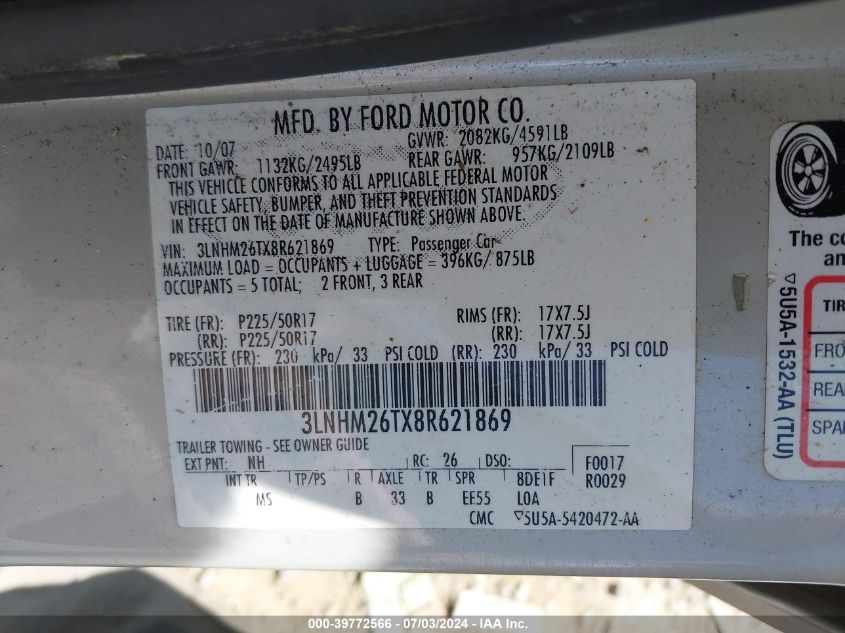 MFD. BY FORD MOTOR CO.
DATE: 10/07 GVWR: 2082KG/4591LB
FRONT GAWR: 1132KG/2495LB REAR GAWR: 957KG/2109LB
THIS VEHICLE CONFORMS TO ALL APPLICABLE FEDERAL MOTOR
VEHICLE SAFETY, BUMPER, AND THEFT PREVENTION STANDARDS
IN EFFECT ON THE DATE OF MANUFACTURE SHOWN ABOVE.
VIN: 3LNHM26TX8R621869 TYPE: Passenger Car
MAXIMUM LOAD = OCCUPANTS + LUGGAGE = 396KG/ 875LB
OCCUPANTS = 5 TOTAL; 2 FRONT, 3 REAR
TIRE (FR): P225/50R17 RIMS (FR): 17X7.5J
(RR): P225/50R17 (RR): 17X7.5J
PRESSURE (FR): 230 kPa/ 33 PSI COLD (RR): 230 kPa/ 33 PSI COLD
3LNHM26TX8R621869
TRAILER TOWING - SEE OWNER GUIDE
EXT PNT: NH RC: 26 DSO: F0017
INT TR TP/PS R AXLE TR SPR BDE1F R0029
MS B 33 B EF55 LOA
CMC ▽5U5A-5420472-AA
▽5U5A-1532-AA (TLU)
The co
an
TIR
FRO
REA
SPA
000-39772566 - 07/03/2024 - IAA Inc.